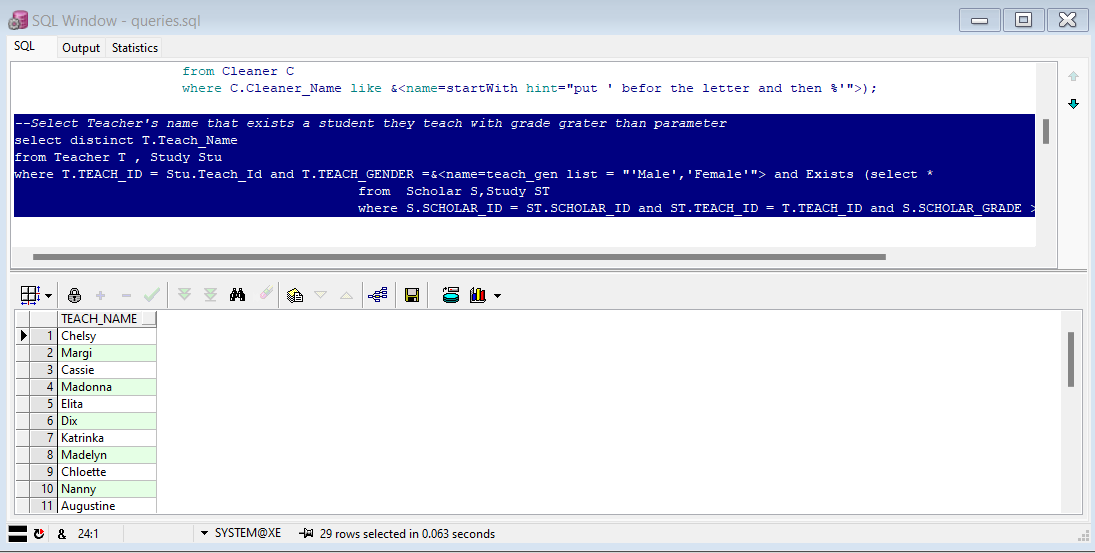 SQL Window - queries.sql
SQL Output Statistics
from Cleaner C
where C.Cleaner_Name like &<name=startWith hint="put ' befor the letter and then %'">);
--Select Teacher's name that exists a student they teach with grade grater than parameter
select distinct T.Teach_Name
from Teacher T , Study Stu
where T.TEACH_ID = Stu.Teach_Id and T.TEACH_GENDER =&<name=teach_gen list = "'Male','Female'"> and Exists (select *
from  Scholar S,Study ST
where S.SCHOLAR_ID = ST.SCHOLAR_ID and ST.TEACH_ID = T.TEACH_ID and S.SCHOLAR_GRADE >
TEACH_NAME
1 Chelsy
2 Margi
3 Cassie
4 Madonna
5 Elita
6 Dix
7 Katrinka
8 Madelyn
9 Chloette
10 Nanny
11 Augustine
& 24:1 SYSTEM@XE 29 rows selected in 0.063 seconds